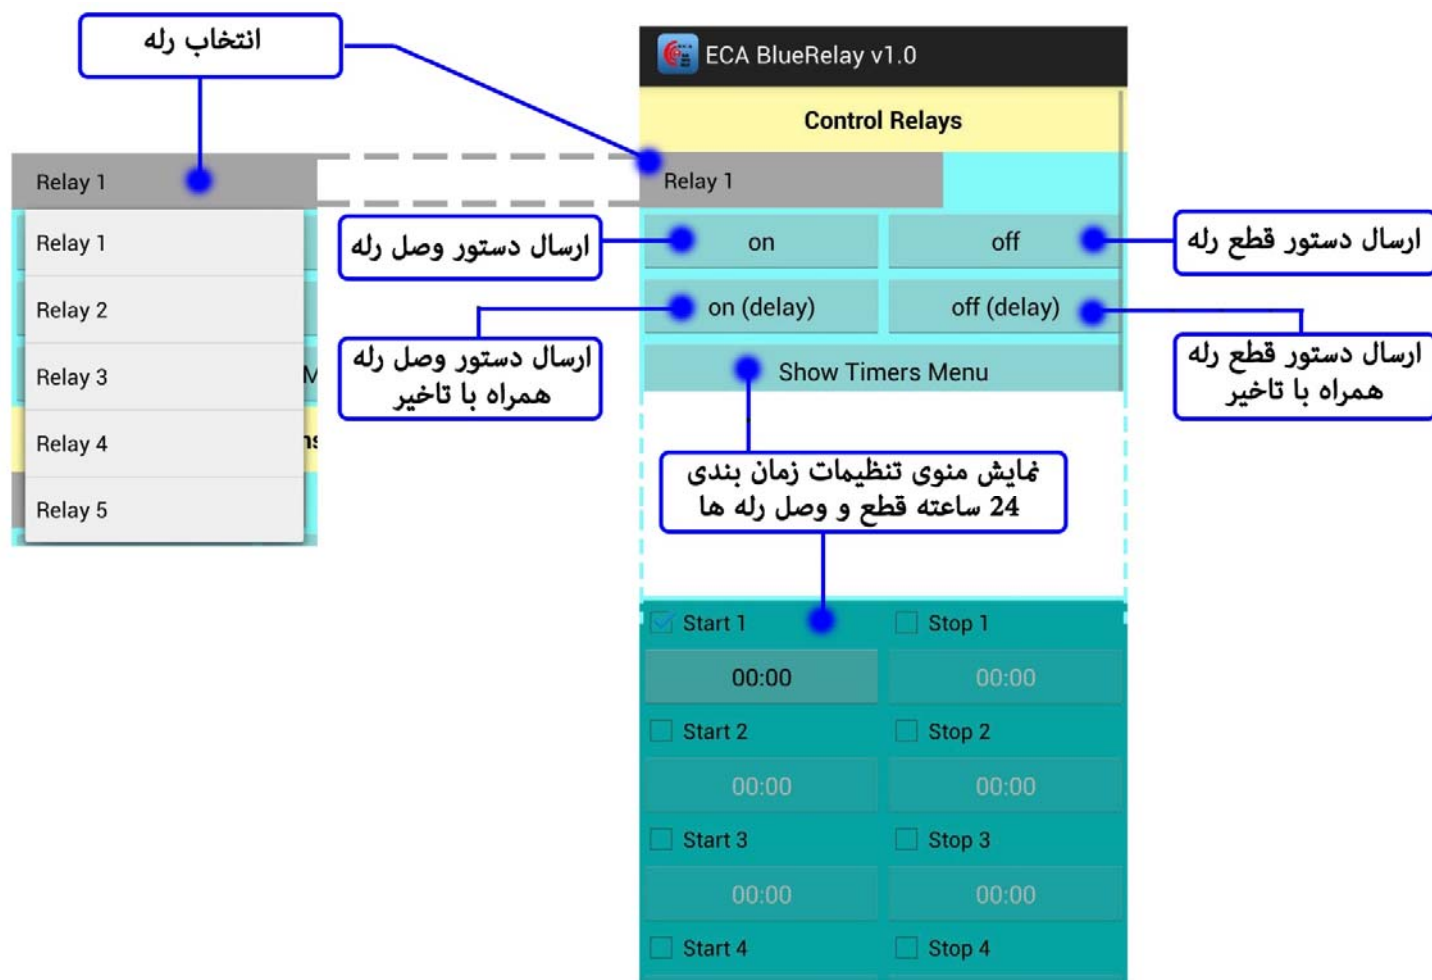 انتخاب رله
ECA BlueRelay v1.0
Control Relays
Relay 1
Relay 1
Relay 1
Relay 2
Relay 3
Relay 4
Relay 5
ارسال دستور وصل رله
on
off
ارسال دستور قطع رله
on (delay)
off (delay)
ارسال دستور وصل رله
همراه با تاخیر
ارسال دستور قطع رله
همراه با تاخیر
Show Timers Menu
نمایش منوی تنظیمات زمان بندی
24 ساعته قطع و وصل رله ها
Start 1
Stop 1
00:00
00:00
Start 2
Stop 2
00:00
00:00
Start 3
Stop 3
00:00
00:00
Start 4
Stop 4